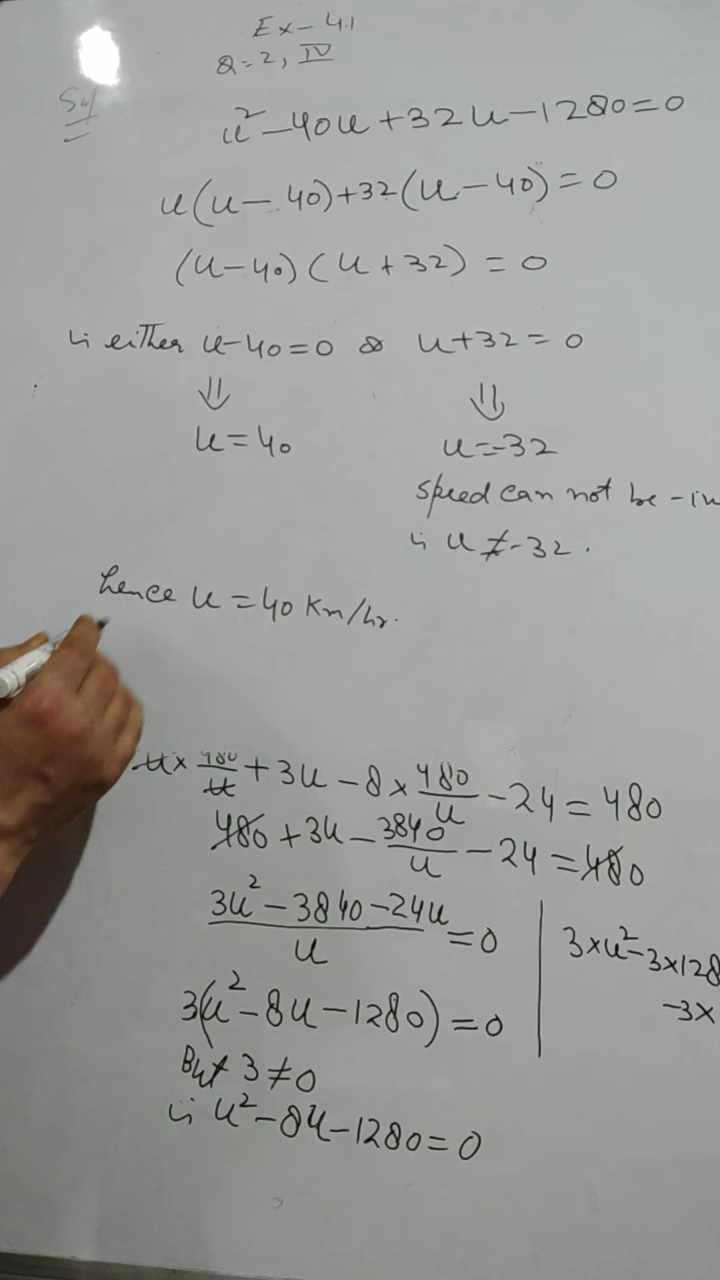 Ex-4.1
Q=2, IV
Sol
u²-40u+32u-1280=0
u(u-40)+32(u-40)=0
(u-40)(u+32)=0
∴ either u-40=0 or u+32=0
⇓ ⇓
u=40 u=-32
speed can not be -
∴ u≠-32.
hence u=40 Km/hr.
u×480/u+3u-8×480/u-24=480
480+3u-3840/u-24=480
3u²-3840-24u/u=0
3×u²-3×128
-3×
3(u²-8u-1280)=0
But 3≠0
∴ u²-8u-1280=0